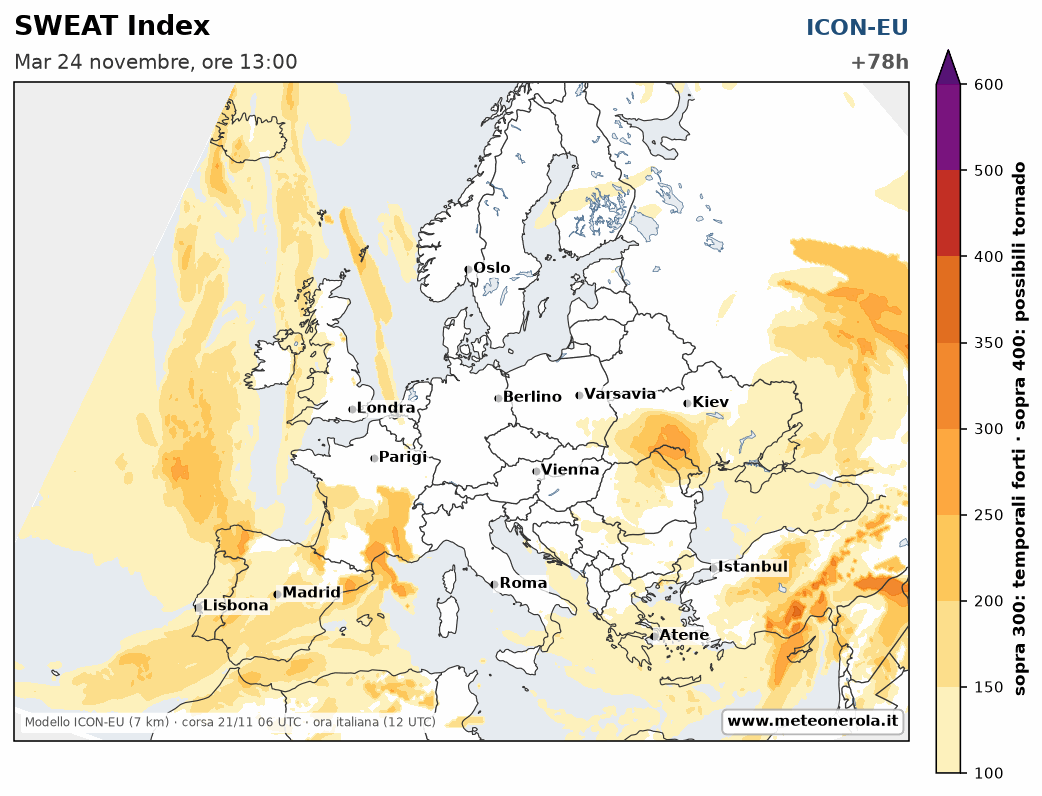 SWEAT Index
ICON-EU
Mar 24 novembre, ore 13:00
+78h
Oslo
Londra
Berlino
Varsavia
Kiev
Parigi
Vienna
Istanbul
Roma
Madrid
Lisbona
Atene
Modello ICON-EU (7 km) · corsa 21/11 06 UTC · ora italiana (12 UTC)
www.meteonerola.it
600
500
400
350
300
250
200
150
100
sopra 300: temporali forti · sopra 400: possibili tornado